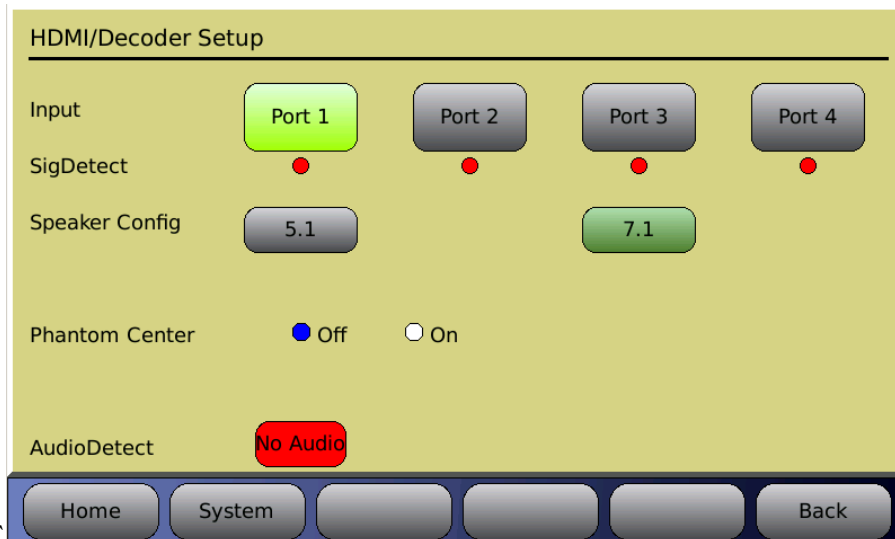 HDMI/Decoder Setup
Input Port 1 Port 2 Port 3 Port 4
SigDetect
Speaker Config 5.1 7.1
Phantom Center Off On
AudioDetect No Audio
Home System Back